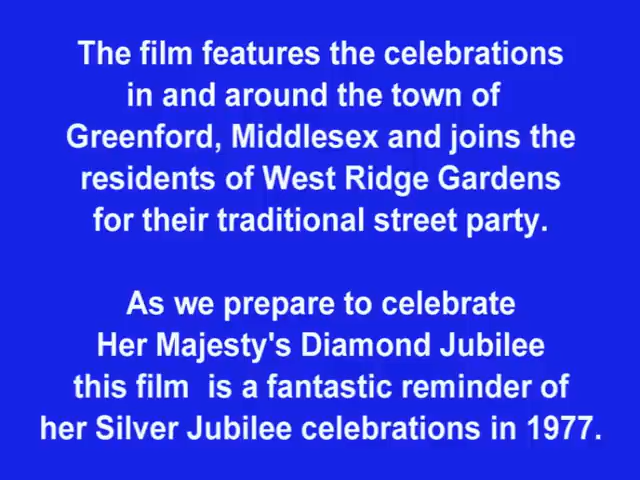 The film features the celebrations
in and around the town of
Greenford, Middlesex and joins the
residents of West Ridge Gardens
for their traditional street party.
As we prepare to celebrate
Her Majesty's Diamond Jubilee
this film  is a fantastic reminder of
her Silver Jubilee celebrations in 1977.